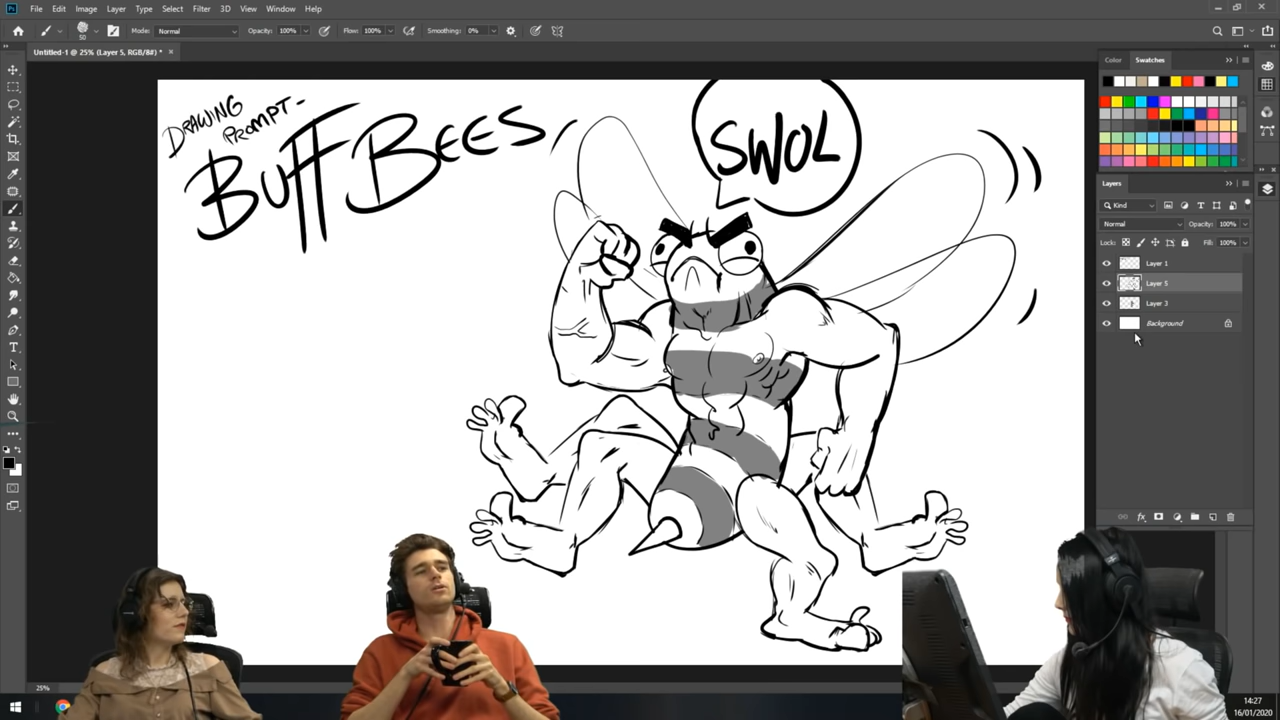 File Edit Image Layer Type Select Filter 3D View Window Help
50 Mode: Normal Opacity: 100% Flow: 100% Smoothing: 0%
Untitled-1 @ 25% (Layer 5, RGB/8#) *
DRAWING
PROMPT-
BUFF BEES
SWOL
Color Swatches
Layers
Kind
Normal Opacity: 100%
Lock: Fill: 100%
Layer 1
Layer 5
Layer 3
Background
25%
14:27
16/01/2020